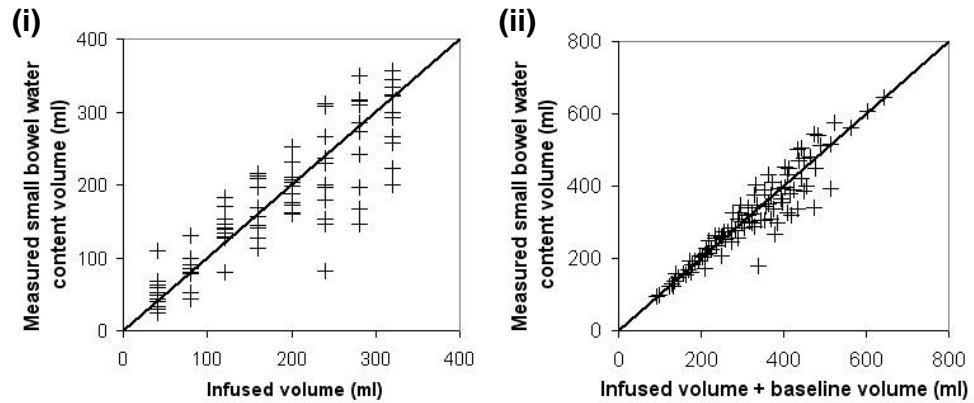 (i)
Measured small bowel water
content volume (ml)
400
300
200
100
0
0 100 200 300 400
Infused volume (ml)
(ii)
Measured small bowel water
content volume (ml)
800
600
400
200
0
0 200 400 600 800
Infused volume + baseline volume (ml)